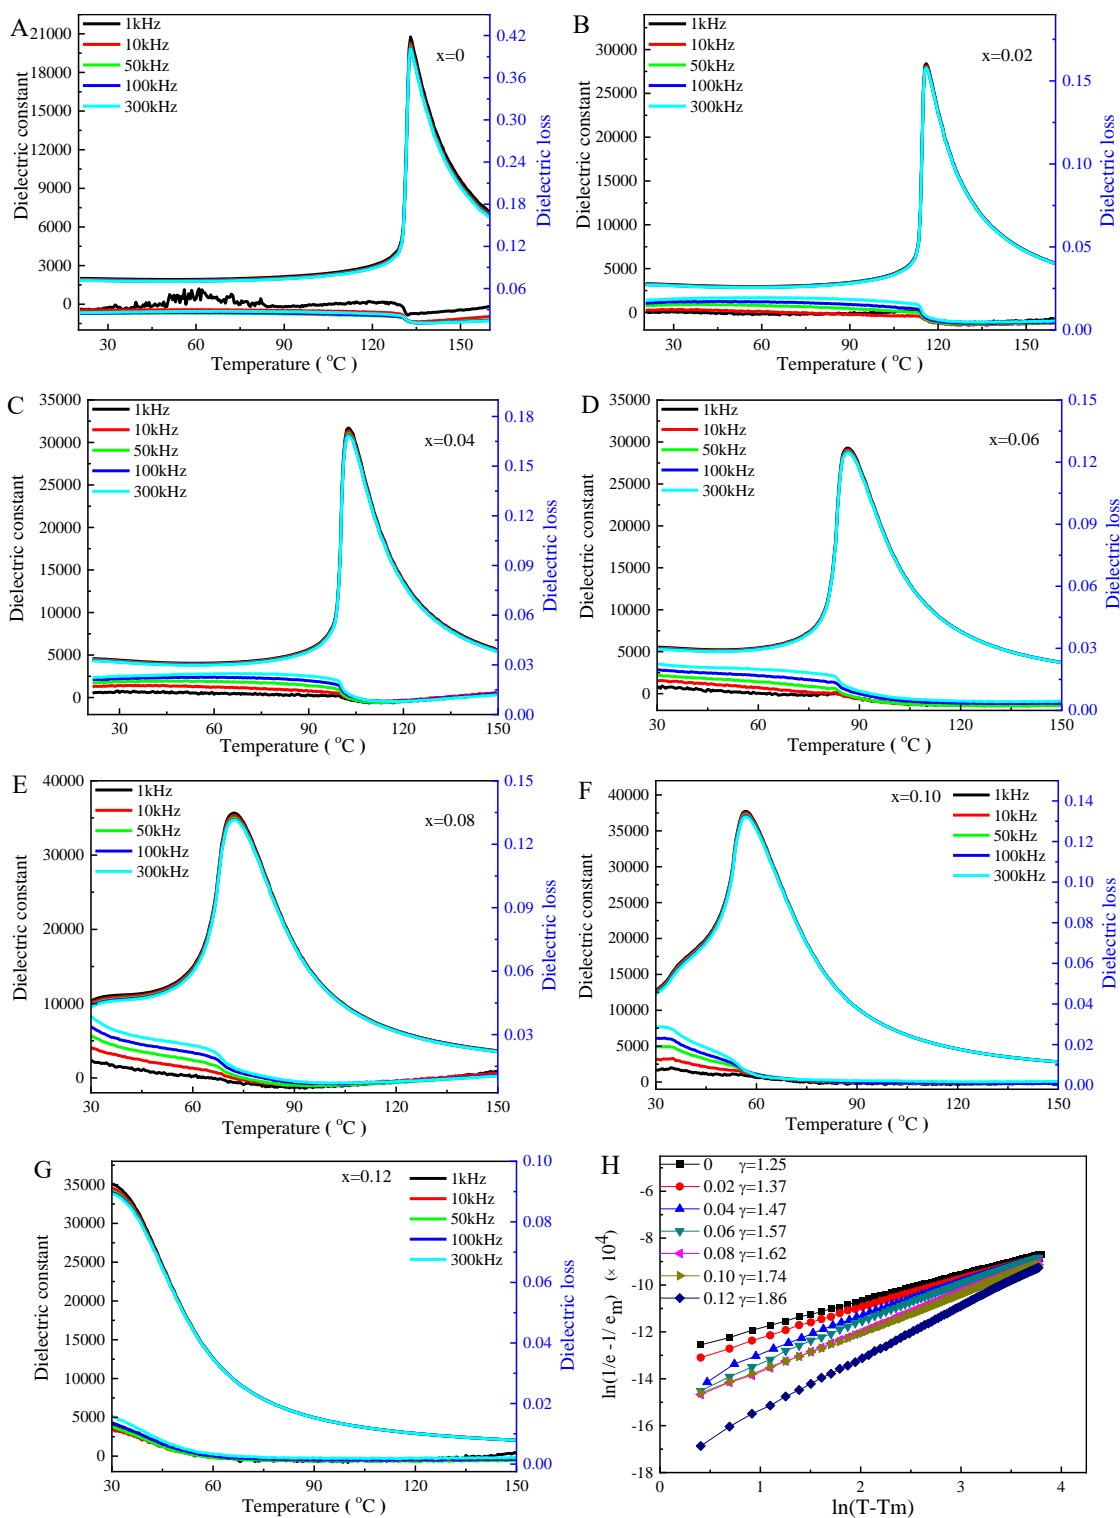 A
1kHz
10kHz
50kHz
100kHz
300kHz
x=0
Dielectric constant
21000
18000
15000
12000
9000
6000
3000
0
0.42
0.36
0.30
0.24
0.18
0.12
0.06
0.00
Dielectric loss
30 60 90 120 150
Temperature ( °C)
B
1kHz
10kHz
50kHz
100kHz
300kHz
x=0.02
Dielectric constant
30000
25000
20000
15000
10000
5000
0
0.15
0.10
0.05
0.00
Dielectric loss
30 60 90 120 150
Temperature ( °C)
C
1kHz
10kHz
50kHz
100kHz
300kHz
x=0.04
Dielectric constant
35000
30000
25000
20000
15000
10000
5000
0
0.18
0.15
0.12
0.09
0.06
0.03
0.00
Dielectric loss
30 60 90 120 150
Temperature ( °C)
D
1kHz
10kHz
50kHz
100kHz
300kHz
x=0.06
Dielectric constant
35000
30000
25000
20000
15000
10000
5000
0
0.15
0.12
0.09
0.06
0.03
0.00
Dielectric loss
30 60 90 120 150
Temperature ( °C)
E
1kHz
10kHz
50kHz
100kHz
300kHz
x=0.08
Dielectric constant
40000
30000
20000
10000
0
0.15
0.12
0.09
0.06
0.03
0.00
Dielectric loss
30 60 90 120 150
Temperature ( °C)
F
x=0.10
1kHz
10kHz
50kHz
100kHz
300kHz
Dielectric constant
40000
35000
30000
25000
20000
15000
10000
5000
0
0.14
0.12
0.10
0.08
0.06
0.04
0.02
0.00
Dielectric loss
30 60 90 120 150
Temperature ( °C)
G
x=0.12
1kHz
10kHz
50kHz
100kHz
300kHz
Dielectric constant
35000
30000
25000
20000
15000
10000
5000
0
0.10
0.08
0.06
0.04
0.02
0.00
Dielectric loss
30 60 90 120 150
Temperature ( °C)
H
0 γ=1.25
0.02 γ=1.37
0.04 γ=1.47
0.06 γ=1.57
0.08 γ=1.62
0.10 γ=1.74
0.12 γ=1.86
ln(1/e -1/ em) (× 10⁴)
-6
-8
-10
-12
-14
-16
-18
0 1 2 3 4
ln(T-Tm)